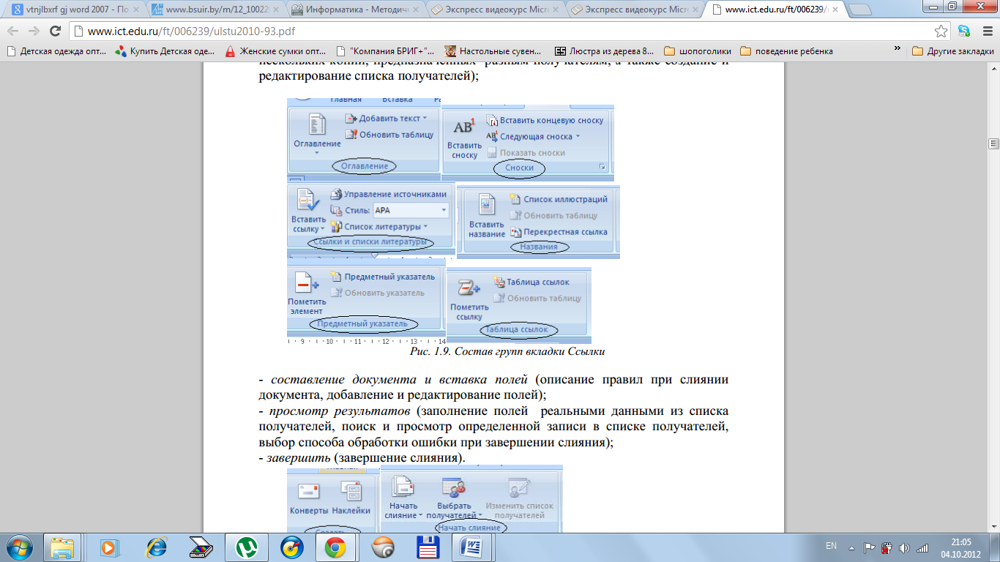 vtnjlbxrf gj word 2007 - По
www.bsuir.by/m/12_1002
Информатика - Методич
Экспресс видеокурс Micr
Экспресс видеокурс Micr
www.ict.edu.ru/ft/006239/
www.ict.edu.ru/ft/006239/ulstu2010-93.pdf
Детская одежда опт...
Купить Детская оде...
Женские сумки опт...
"Компания БРИГ+"...
Настольные сувен...
Люстра из дерева 8...
шопоголики
поведение ребенка
»
Другие закладки
нескольких копий, предназначенных разным получателям, а также создание и
редактирование списка получателей);
Главная Вставка Ра
Оглавление
Добавить текст
Обновить таблицу
Оглавление
Вставить сноску
Вставить концевую сноску
Следующая сноска
Показать сноски
Сноски
Вставить ссылку
Управление источниками
Стиль: APA
Список литературы
Ссылки и списки литературы
Вставить название
Список иллюстраций
Обновить таблицу
Перекрестная ссылка
Названия
Пометить элемент
Предметный указатель
Обновить указатель
Предметный указатель
Пометить ссылку
Таблица ссылок
Обновить таблицу
Таблица ссылок
9 10 11 12 13 14
Рис. 1.9. Состав групп вкладки Ссылки
- составление документа и вставка полей (описание правил при слиянии
документа, добавление и редактирование полей);
- просмотр результатов (заполнение полей реальными данными из списка
получателей, поиск и просмотр определенной записи в списке получателей,
выбор способа обработки ошибки при завершении слияния);
- завершить (завершение слияния).
Конверты Наклейки
Создать
Начать слияние
Выбрать получателей
Изменить список получателей
Начать слияние
EN
21:05
04.10.2012